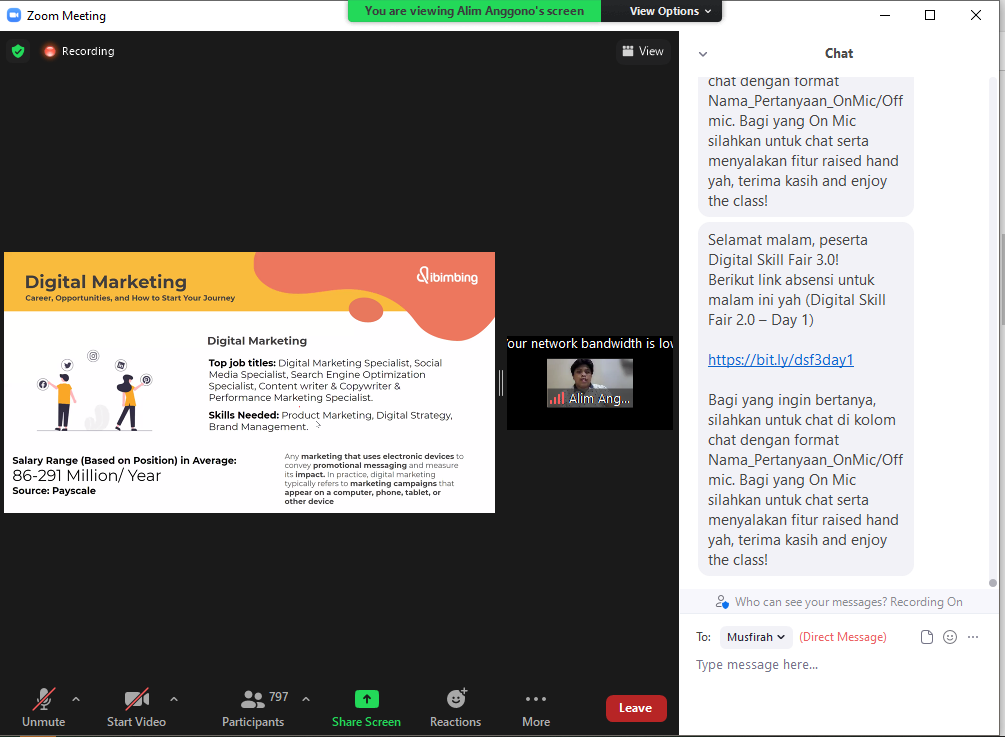 Zoom Meeting
You are viewing Alim Anggono's screen
View Options
Recording
View
Digital Marketing
Career, Opportunities, and How to Start Your Journey
dibimbing
Digital Marketing
Top job titles: Digital Marketing Specialist, Social
Media Specialist, Search Engine Optimization
Specialist, Content writer & Copywriter &
Performance Marketing Specialist.
Skills Needed: Product Marketing, Digital Strategy,
Brand Management.
Salary Range (Based on Position) in Average:
86-291 Million/ Year
Source: Payscale
Any marketing that uses electronic devices to
convey promotional messaging and measure
its impact. In practice, digital marketing
typically refers to marketing campaigns that
appear on a computer, phone, tablet, or
other device
our network bandwidth is lo
Alim Ang...
Chat
chat dengan format
Nama_Pertanyaan_OnMic/Off
mic. Bagi yang On Mic
silahkan untuk chat serta
menyalakan fitur raised hand
yah, terima kasih and enjoy
the class!
Selamat malam, peserta
Digital Skill Fair 3.0!
Berikut link absensi untuk
malam ini yah (Digital Skill
Fair 2.0 – Day 1)
https://bit.ly/dsf3day1
Bagi yang ingin bertanya,
silahkan untuk chat di kolom
chat dengan format
Nama_Pertanyaan_OnMic/Off
mic. Bagi yang On Mic
silahkan untuk chat serta
menyalakan fitur raised hand
yah, terima kasih and enjoy
the class!
Who can see your messages? Recording On
To: Musfirah (Direct Message)
Type message here...
Unmute
Start Video
797
Participants
Share Screen
Reactions
More
Leave